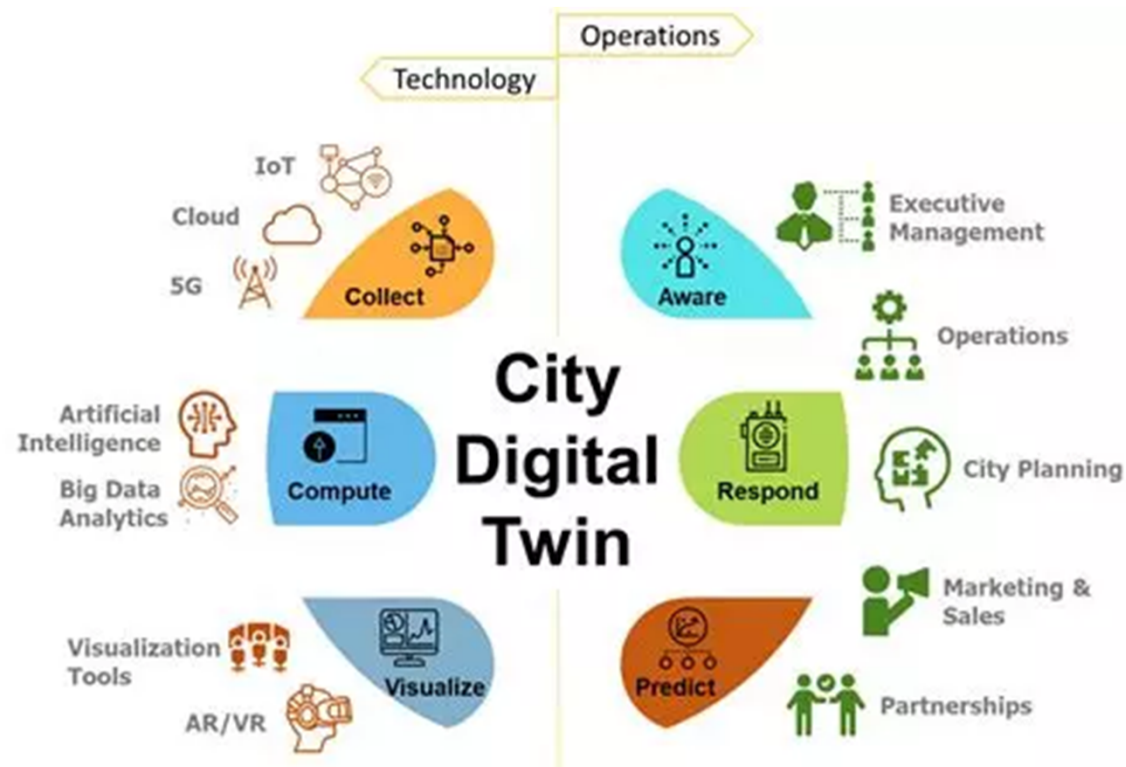 Operations
Technology
IoT
Cloud
5G
Collect
Artificial
Intelligence
Big Data
Analytics
Compute
Visualization
Tools
AR/VR
Visualize
City
Digital
Twin
Aware
Executive
Management
Operations
Respond
City Planning
Marketing &
Sales
Predict
Partnerships